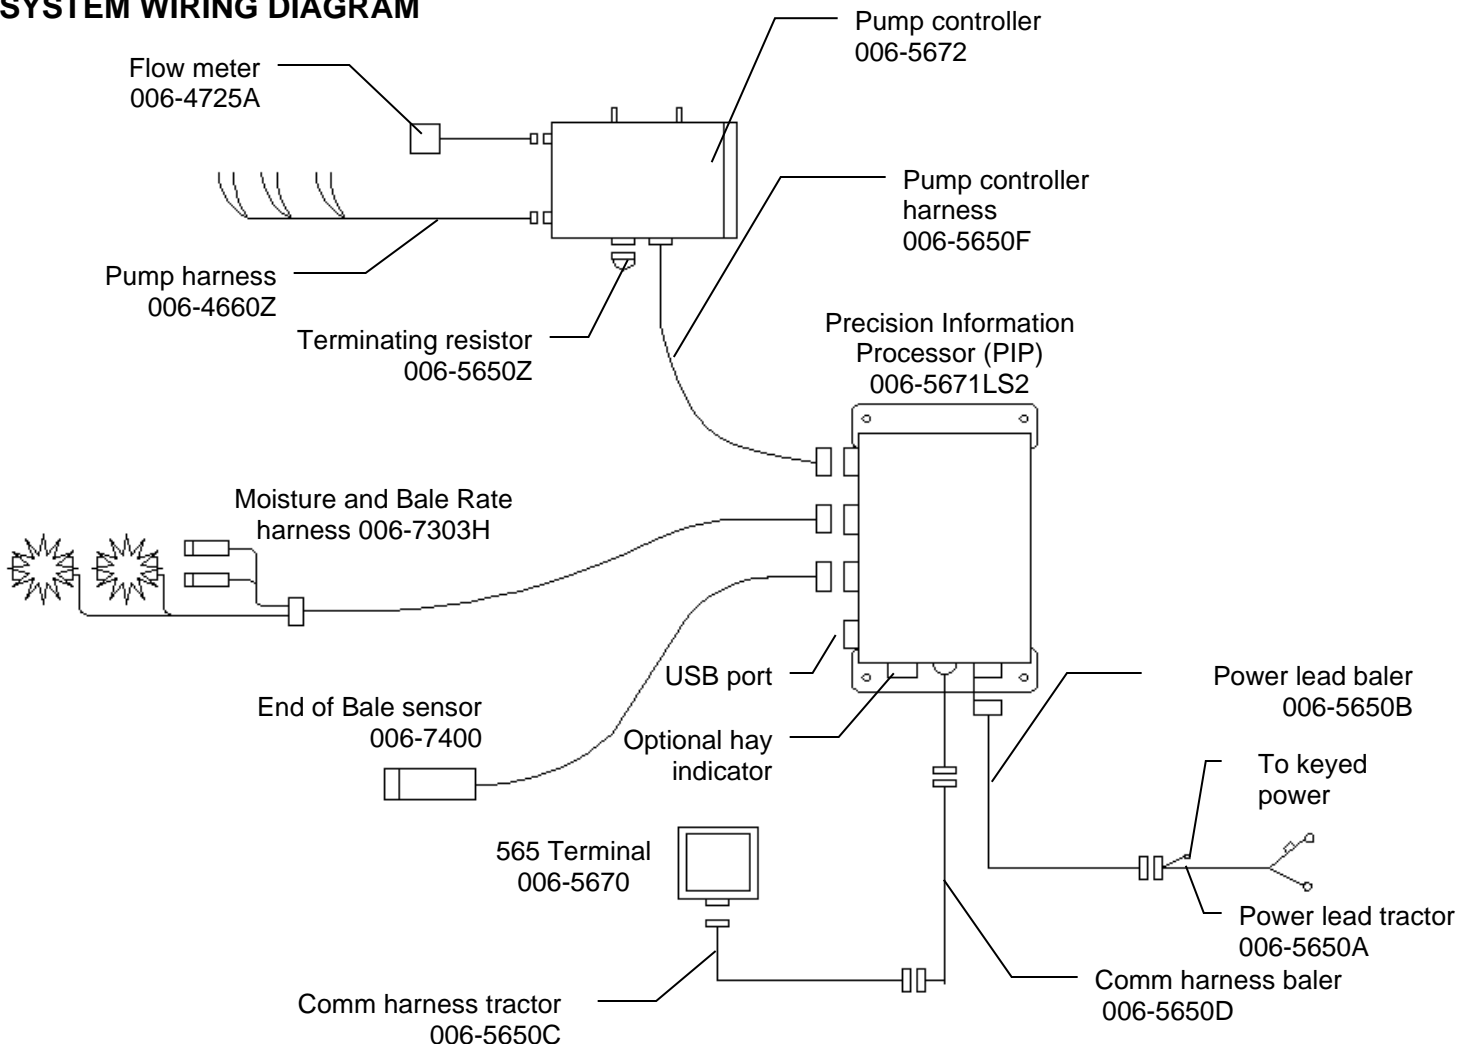 SYSTEM WIRING DIAGRAM
Pump controller
006-5672
Flow meter
006-4725A
Pump controller
harness
006-5650F
Pump harness
006-4660Z
Terminating resistor
006-5650Z
Precision Information
Processor (PIP)
006-5671LS2
Moisture and Bale Rate
harness 006-7303H
USB port
End of Bale sensor
006-7400
Optional hay
indicator
Power lead baler
006-5650B
To keyed
power
565 Terminal
006-5670
Power lead tractor
006-5650A
Comm harness baler
006-5650D
Comm harness tractor
006-5650C